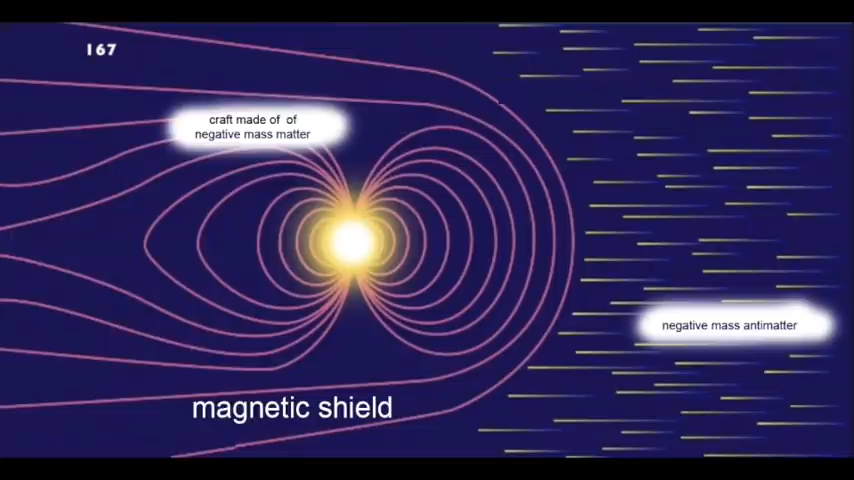 167
craft made of  of
negative mass matter
negative mass antimatter
magnetic shield